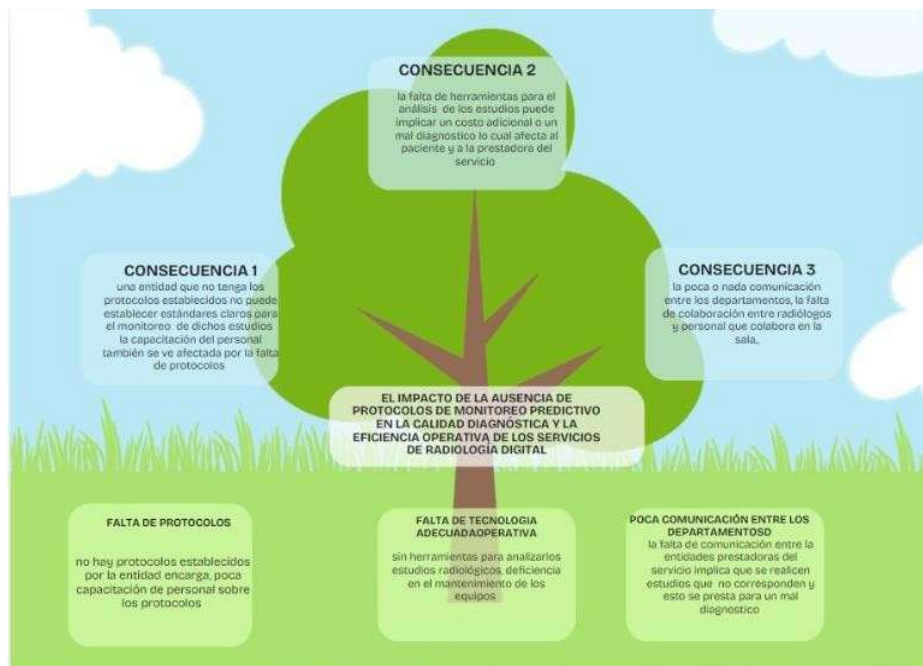 CONSECUENCIA 2
la falta de herramientas para el
análisis de los estudios puede
implicar un costo adicional o un
mal diagnostico lo cual afecta al
paciente y a la prestadora del
servicio
CONSECUENCIA 1
una entidad que no tenga los
protocolos establecidos no puede
establecer estándares claros para
el monitoreo de dichos estudios
la capacitación del personal
también se ve afectada por la falta
de protocolos
CONSECUENCIA 3
la poca o nada comunicación
entre los departamentos, la falta
de colaboración entre radiólogos
y personal que colabora en la
sala,.
EL IMPACTO DE LA AUSENCIA DE
PROTOCOLOS DE MONITOREO PREDICTIVO
EN LA CALIDAD DIAGNÓSTICA Y LA
EFICIENCIA OPERATIVA DE LOS SERVICIOS
DE RADIOLOGÍA DIGITAL
FALTA DE PROTOCOLOS
no hay protocolos establecidos
por la entidad encarga, poca
capacitación de personal sobre
los protocolos
FALTA DE TECNOLOGIA
ADECUADAOPERATIVA
sin herramientas para analizarlos
estudios radiológicos, deficiencia
en el mantenimiento de los
equipos
POCA COMUNICACIÓN ENTRE LOS
DEPARTAMENTOSD
la falta de comunicación entre la
entidades prestadoras del
servicio implica que se realicen
estudios que no corresponden y
esto se presta para un mal
diagnostico